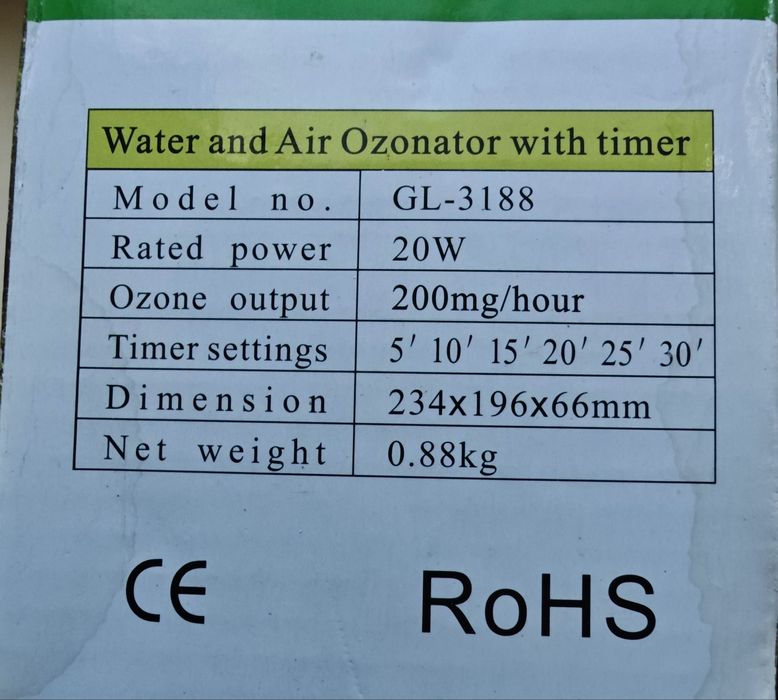 Water and Air Ozonator with timer
Model no. GL-3188
Rated power 20W
Ozone output 200mg/hour
Timer settings 5′ 10′ 15′ 20′ 25′ 30′
Dimension 234x196x66mm
Net weight 0.88kg
CE RoHS